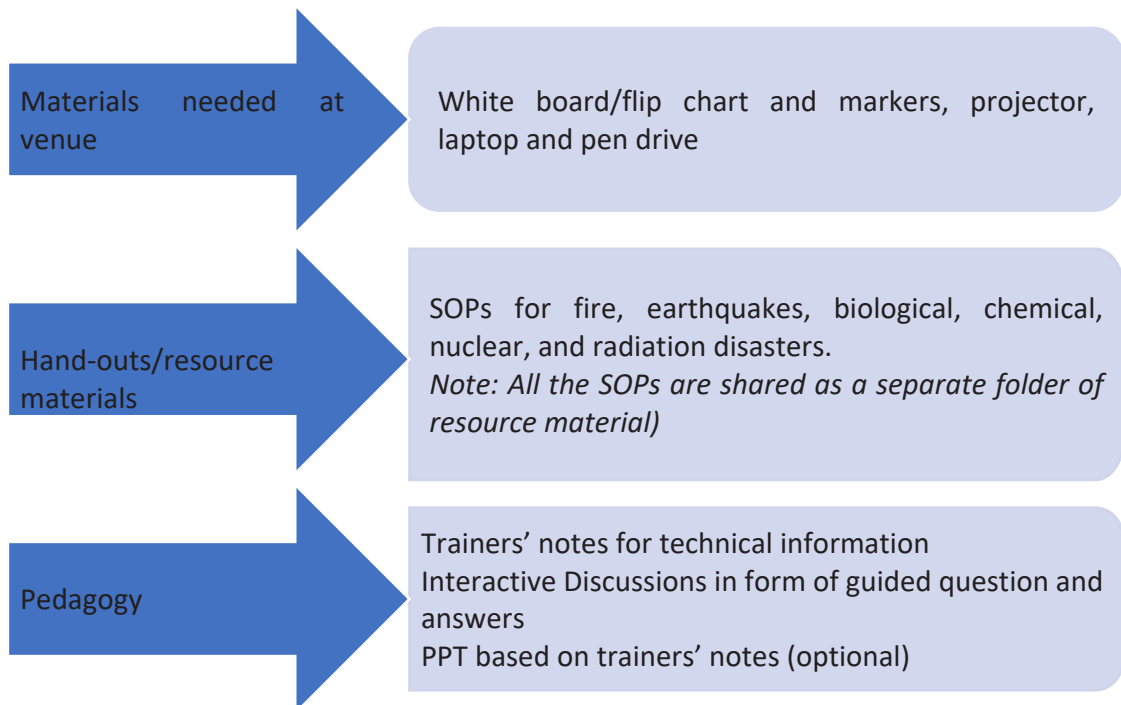 Materials needed at
venue
White board/flip chart and markers, projector,
laptop and pen drive
Hand-outs/resource
materials
SOPs for fire, earthquakes, biological, chemical,
nuclear, and radiation disasters.
Note: All the SOPs are shared as a separate folder of
resource material)
Pedagogy
Trainers’ notes for technical information
Interactive Discussions in form of guided question and
answers
PPT based on trainers’ notes (optional)